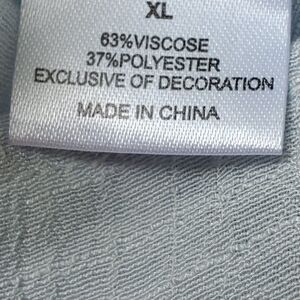 XL
63%VISCOSE
37%POLYESTER
EXCLUSIVE OF DECORATION
MADE IN CHINA